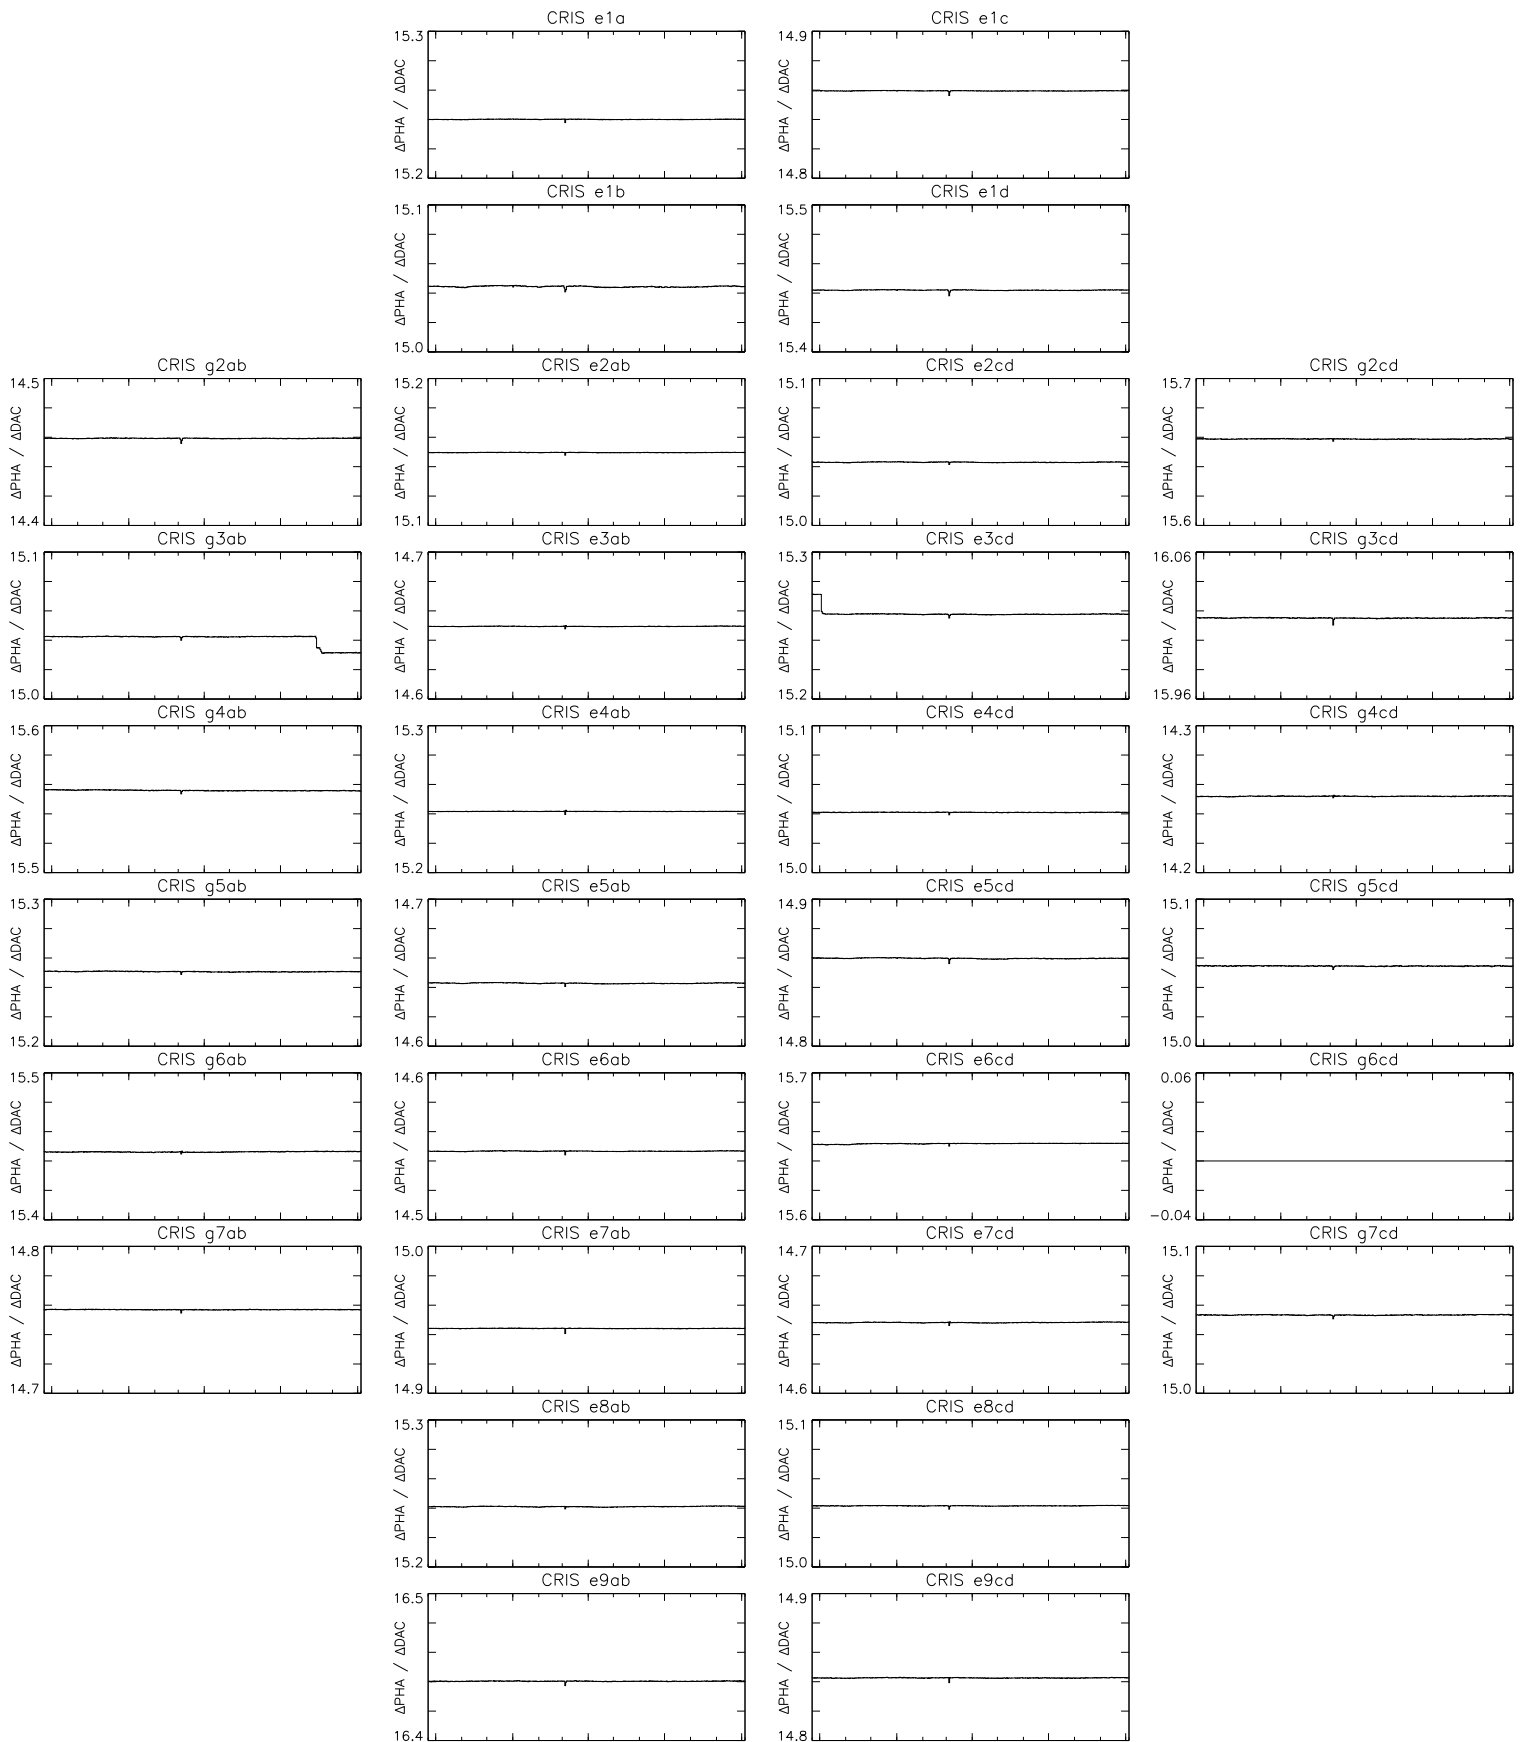 CRIS e1a
15.3
ΔPHA / ΔDAC
15.2
CRIS e1c
14.9
ΔPHA / ΔDAC
14.8
CRIS e1b
15.1
ΔPHA / ΔDAC
15.0
CRIS e1d
15.5
ΔPHA / ΔDAC
15.4
CRIS g2ab
14.5
ΔPHA / ΔDAC
14.4
CRIS e2ab
15.2
ΔPHA / ΔDAC
15.1
CRIS e2cd
15.1
ΔPHA / ΔDAC
15.0
CRIS g2cd
15.7
ΔPHA / ΔDAC
15.6
CRIS g3ab
15.1
ΔPHA / ΔDAC
15.0
CRIS e3ab
14.7
ΔPHA / ΔDAC
14.6
CRIS e3cd
15.3
ΔPHA / ΔDAC
15.2
CRIS g3cd
16.06
ΔPHA / ΔDAC
15.96
CRIS g4ab
15.6
ΔPHA / ΔDAC
15.5
CRIS e4ab
15.3
ΔPHA / ΔDAC
15.2
CRIS e4cd
15.1
ΔPHA / ΔDAC
15.0
CRIS g4cd
14.3
ΔPHA / ΔDAC
14.2
CRIS g5ab
15.3
ΔPHA / ΔDAC
15.2
CRIS e5ab
14.7
ΔPHA / ΔDAC
14.6
CRIS e5cd
14.9
ΔPHA / ΔDAC
14.8
CRIS g5cd
15.1
ΔPHA / ΔDAC
15.0
CRIS g6ab
15.5
ΔPHA / ΔDAC
15.4
CRIS e6ab
14.6
ΔPHA / ΔDAC
14.5
CRIS e6cd
15.7
ΔPHA / ΔDAC
15.6
CRIS g6cd
0.06
ΔPHA / ΔDAC
−0.04
CRIS g7ab
14.8
ΔPHA / ΔDAC
14.7
CRIS e7ab
15.0
ΔPHA / ΔDAC
14.9
CRIS e7cd
14.7
ΔPHA / ΔDAC
14.6
CRIS g7cd
15.1
ΔPHA / ΔDAC
15.0
CRIS e8ab
15.3
ΔPHA / ΔDAC
15.2
CRIS e8cd
15.1
ΔPHA / ΔDAC
15.0
CRIS e9ab
16.5
ΔPHA / ΔDAC
16.4
CRIS e9cd
14.9
ΔPHA / ΔDAC
14.8